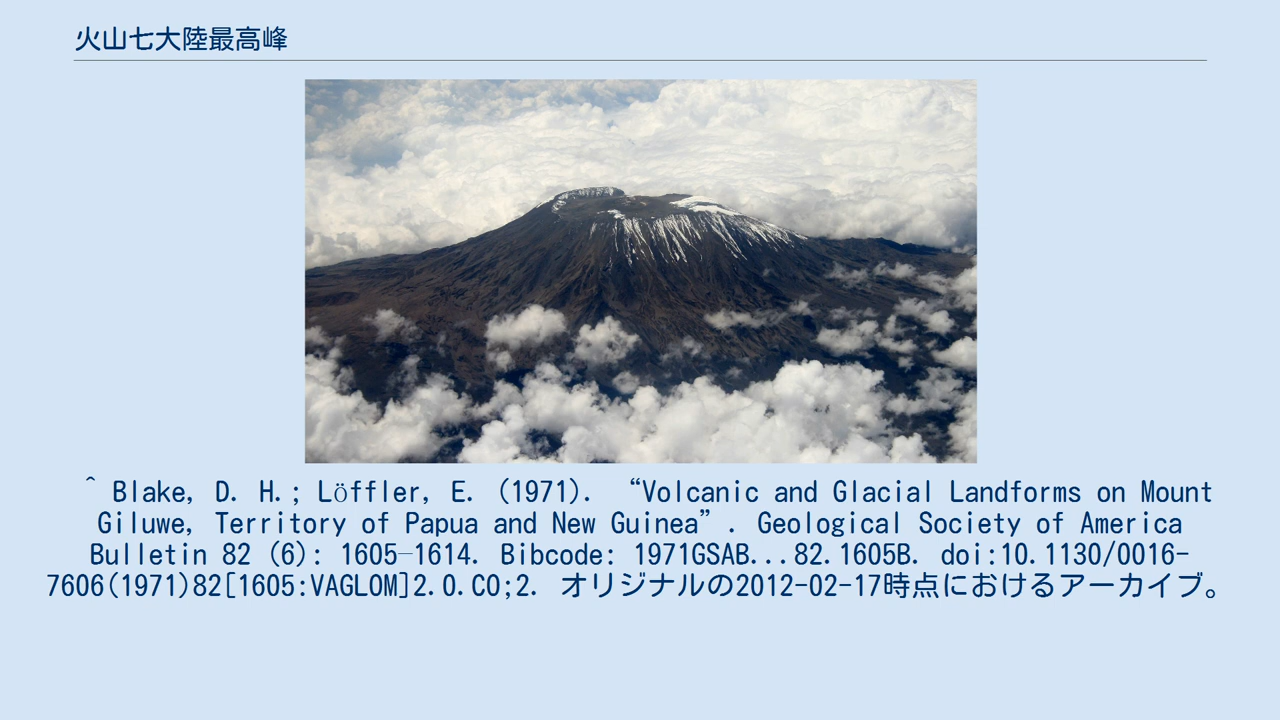 火山七大陸最高峰
^ Blake, D. H.; Löffler, E. (1971). “Volcanic and Glacial Landforms on Mount
Giluwe, Territory of Papua and New Guinea”. Geological Society of America
Bulletin 82 (6): 1605–1614. Bibcode: 1971GSAB...82.1605B. doi:10.1130/0016-
7606(1971)82[1605:VAGLOM]2.0.CO;2. オリジナルの2012-02-17時点におけるアーカイブ。